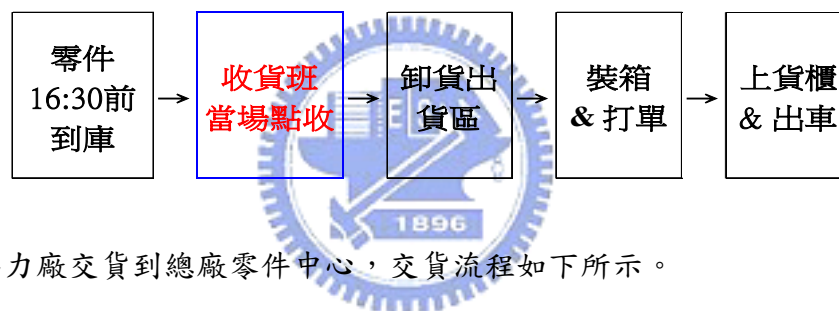 零件
16:30前
到庫
→
收貨班
當場點收
→
卸貨出
貨區
→
裝箱
& 打單
→
上貨櫃
& 出車
1896
力廠交貨到總廠零件中心，交貨流程如下所示。